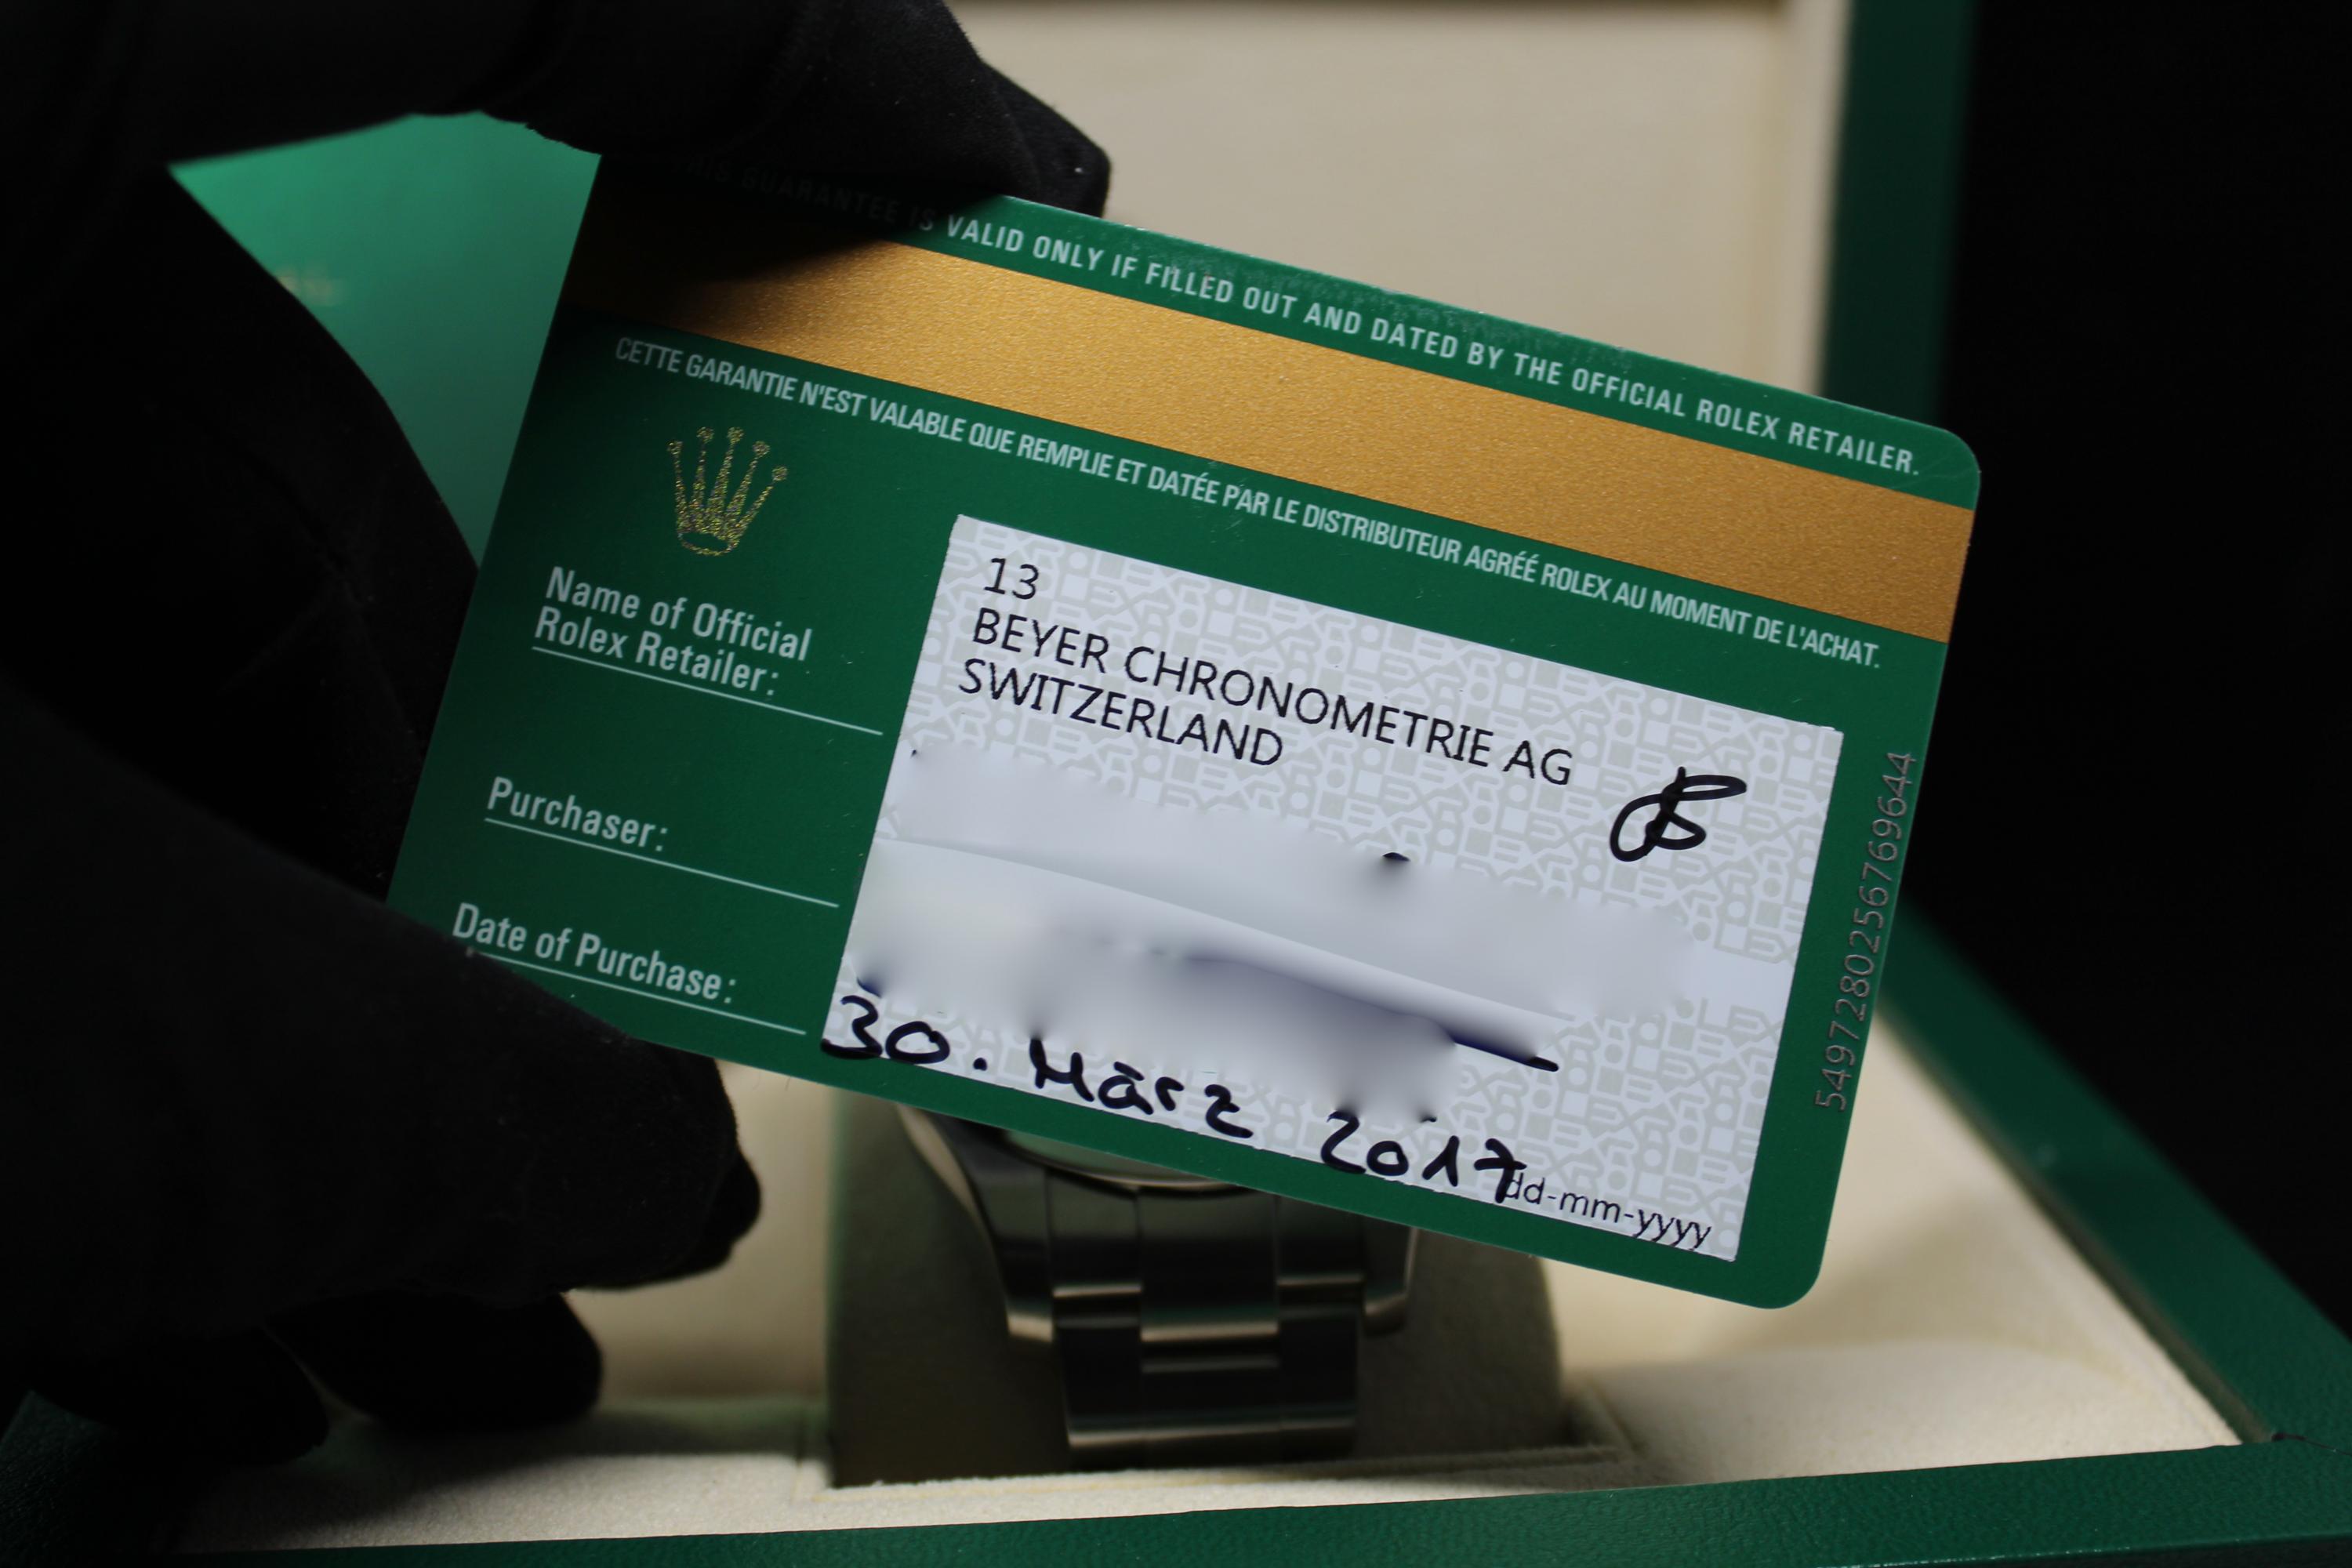 THIS GUARANTEE IS VALID ONLY IF FILLED OUT AND DATED BY THE OFFICIAL ROLEX RETAILER.
CETTE GARANTIE N'EST VALABLE QUE REMPLIE ET DATÉE PAR LE DISTRIBUTEUR AGRÉÉ ROLEX AU MOMENT DE L'ACHAT.
Name of Official
Rolex Retailer:
13
BEYER CHRONOMETRIE AG
SWITZERLAND
Purchaser:
Date of Purchase:
30. März 2017
dd-mm-yyyy
5497280256769644